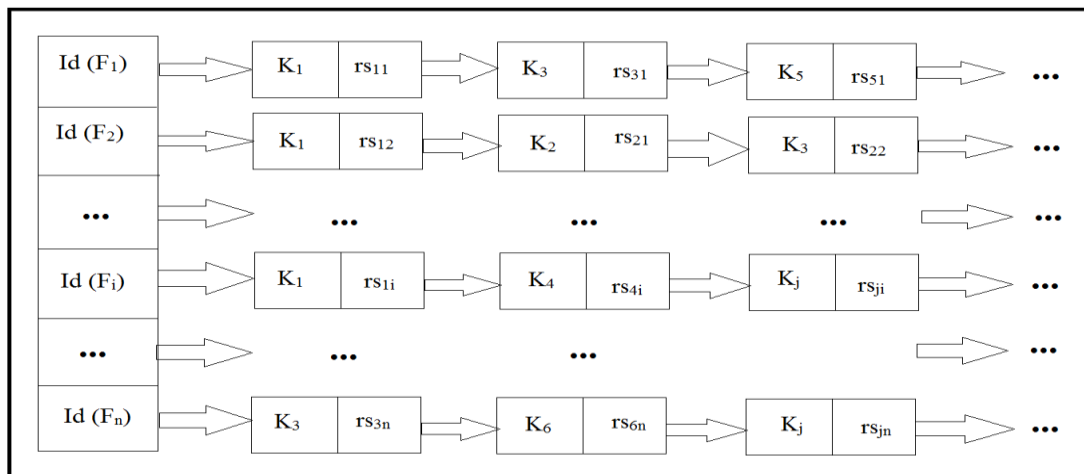 Id (F₁) K₁ rs₁₁ K₃ rs₃₁ K₅ rs₅₁ ...
Id (F₂) K₁ rs₁₂ K₂ rs₂₁ K₃ rs₂₂ ...
... ... ... ... ...
Id (Fᵢ) K₁ rs₁ᵢ K₄ rs₄ᵢ Kⱼ rsⱼᵢ ...
... ... ... ...
Id (Fₙ) K₃ rs₃ₙ K₆ rs₆ₙ Kⱼ rsⱼₙ ...